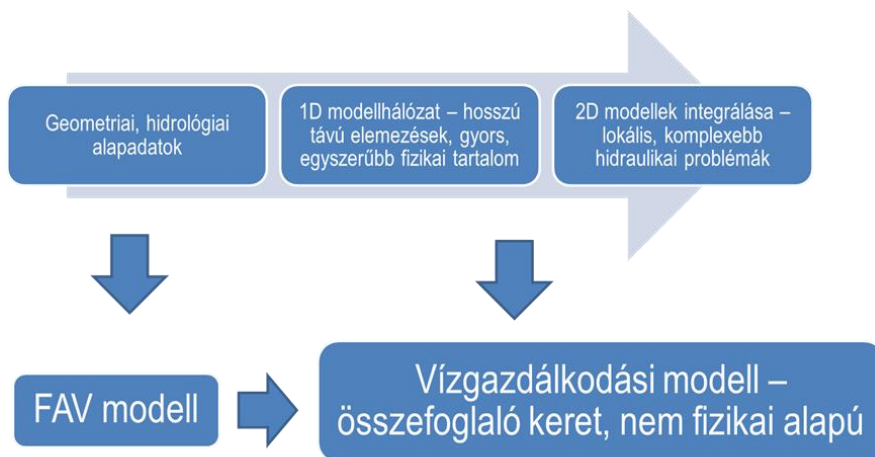 Geometriai, hidrológiai
alapadatok
1D modellhálózat – hosszú
távú elemezések, gyors,
egyszerűbb fizikai tartalom
2D modellek integrálása –
lokális, komplexebb
hidraulikai problémák
FAV modell
Vízgazdálkodási modell –
összefoglaló keret, nem fizikai alapú